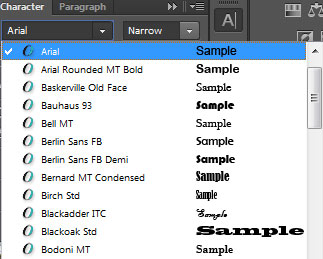 Character Paragraph
Arial Narrow A
Arial Sample
Arial Rounded MT Bold Sample
Baskerville Old Face Sample
Bauhaus 93 Sample
Bell MT Sample
Berlin Sans FB Sample
Berlin Sans FB Demi Sample
Bernard MT Condensed Sample
Birch Std Sample
Blackadder ITC Sample
Blackoak Std Sample
Bodoni MT Sample